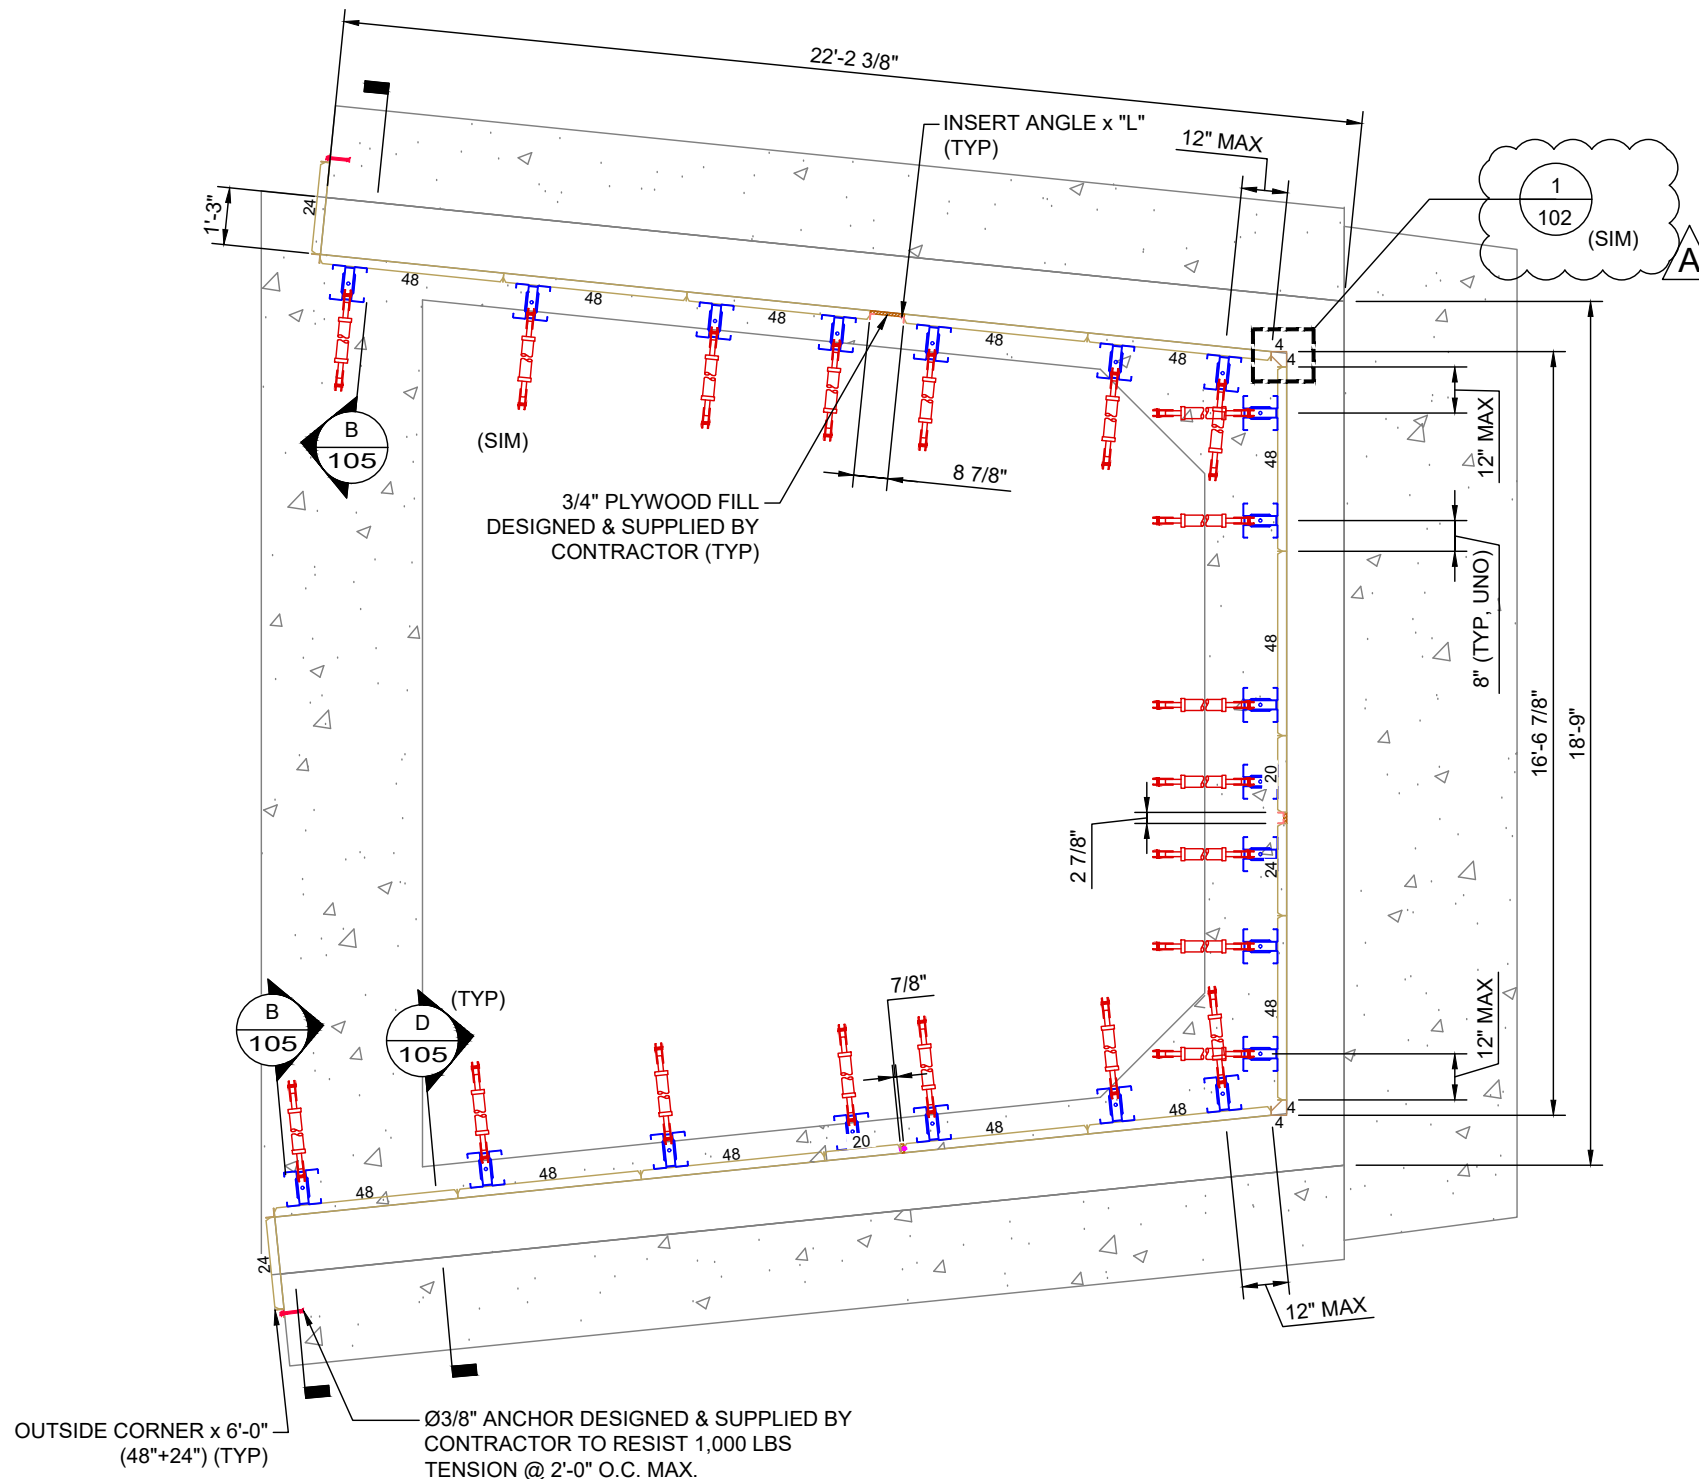 22'-2 3/8"
INSERT ANGLE x "L"
(TYP)
12" MAX
1
102
(SIM)
A
1'-3"
24
48
48
48
48
48
4
4
B
105
(SIM)
3/4" PLYWOOD FILL
DESIGNED & SUPPLIED BY
CONTRACTOR (TYP)
8 7/8"
12" MAX
48
8" (TYP, UNO)
48
16'-6 7/8"
18'-9"
20
2 7/8"
24
48
12" MAX
7/8"
B
105
D
105
(TYP)
48
48
48
20
48
48
4
4
24
12" MAX
OUTSIDE CORNER x 6'-0"
(48"+24") (TYP)
Ø3/8" ANCHOR DESIGNED & SUPPLIED BY
CONTRACTOR TO RESIST 1,000 LBS
TENSION @ 2'-0" O.C. MAX.